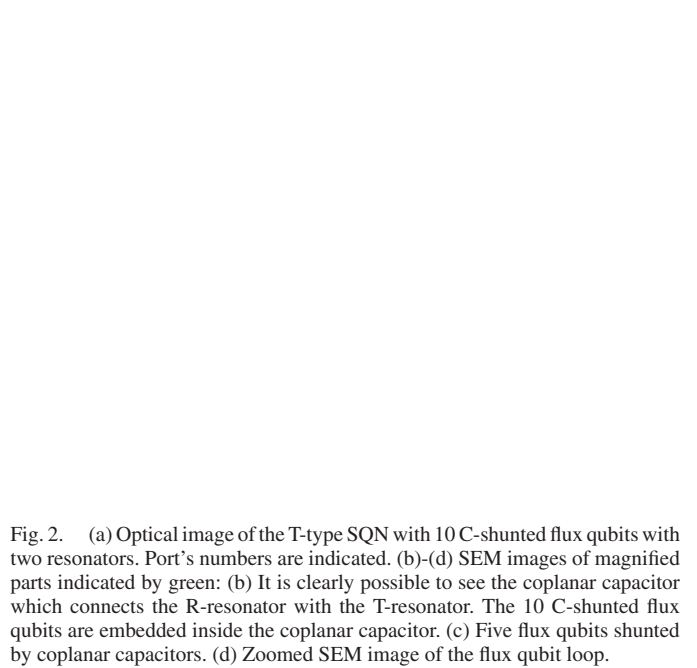 Fig. 2. (a) Optical image of the T-type SQN with 10 C-shunted flux qubits with
two resonators. Port's numbers are indicated. (b)-(d) SEM images of magnified
parts indicated by green: (b) It is clearly possible to see the coplanar capacitor
which connects the R-resonator with the T-resonator. The 10 C-shunted flux
qubits are embedded inside the coplanar capacitor. (c) Five flux qubits shunted
by coplanar capacitors. (d) Zoomed SEM image of the flux qubit loop.